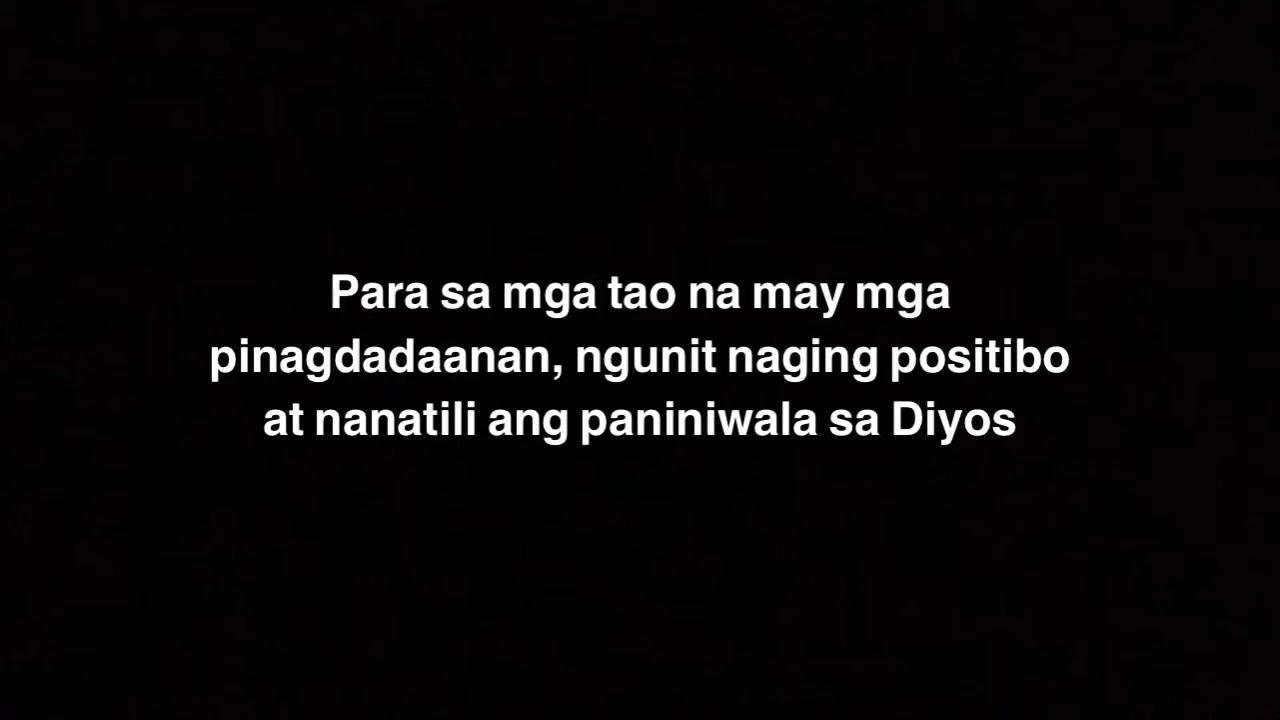 Para sa mga tao na may mga
pinagdadaanan, ngunit naging positibo
at nanatili ang paniniwala sa Diyos